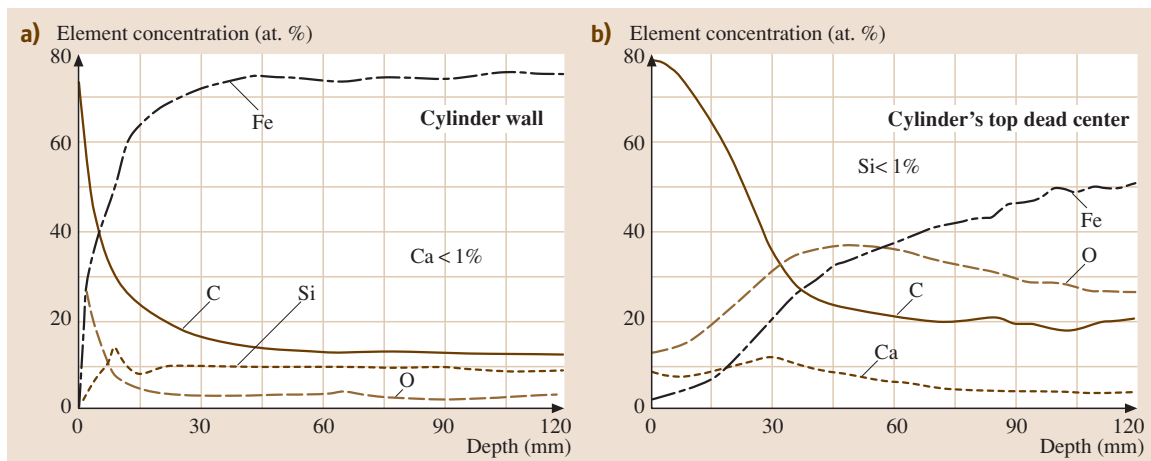 a) Element concentration (at. %)
80
60
40
20
0
Fe
Cylinder wall
Ca < 1%
C
Si
O
0 30 60 90 120
Depth (mm)
b) Element concentration (at. %)
80
60
40
20
0
Cylinder's top dead center
Si< 1%
Fe
O
C
Ca
0 30 60 90 120
Depth (mm)